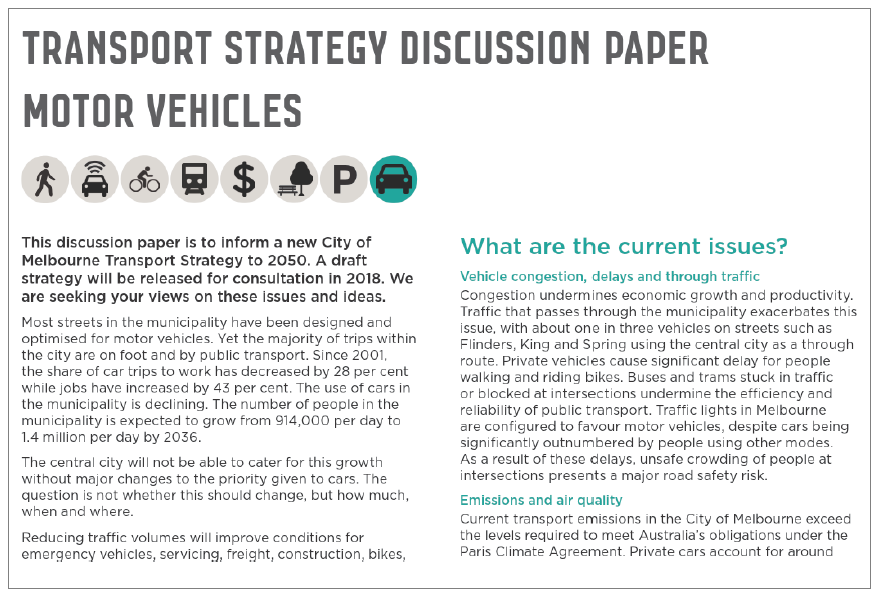 TRANSPORT STRATEGY DISCUSSION PAPER
MOTOR VEHICLES
$
P
This discussion paper is to inform a new City of
Melbourne Transport Strategy to 2050. A draft
strategy will be released for consultation in 2018. We
are seeking your views on these issues and ideas.
Most streets in the municipality have been designed and
optimised for motor vehicles. Yet the majority of trips within
the city are on foot and by public transport. Since 2001,
the share of car trips to work has decreased by 28 per cent
while jobs have increased by 43 per cent. The use of cars in
the municipality is declining. The number of people in the
municipality is expected to grow from 914,000 per day to
1.4 million per day by 2036.
The central city will not be able to cater for this growth
without major changes to the priority given to cars. The
question is not whether this should change, but how much,
when and where.
Reducing traffic volumes will improve conditions for
emergency vehicles, servicing, freight, construction, bikes,
What are the current issues?
Vehicle congestion, delays and through traffic
Congestion undermines economic growth and productivity.
Traffic that passes through the municipality exacerbates this
issue, with about one in three vehicles on streets such as
Flinders, King and Spring using the central city as a through
route. Private vehicles cause significant delay for people
walking and riding bikes. Buses and trams stuck in traffic
or blocked at intersections undermine the efficiency and
reliability of public transport. Traffic lights in Melbourne
are configured to favour motor vehicles, despite cars being
significantly outnumbered by people using other modes.
As a result of these delays, unsafe crowding of people at
intersections presents a major road safety risk.
Emissions and air quality
Current transport emissions in the City of Melbourne exceed
the levels required to meet Australia's obligations under the
Paris Climate Agreement. Private cars account for around